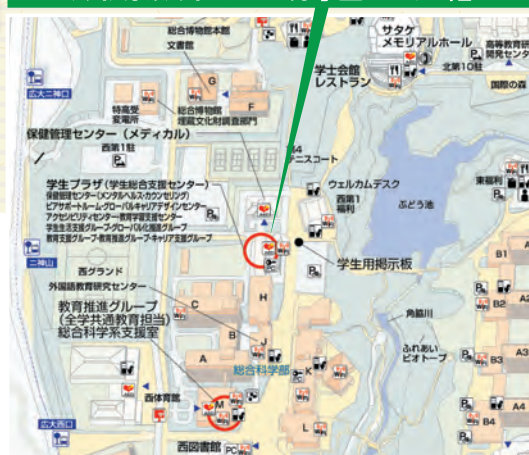 総合博物館本館
文書館
G
F
特高受
変電所
総合博物館
埋蔵文化財調査部門
サタケ
メモリアルホール
高等教育研
開発センタ
北第10駐
国際の森
学士会館
レストラン
広大二神口
保健管理センター（メディカル）
西第1駐
テニスコート
学生プラザ（学生総合支援センター）
保健管理センター（メンタルヘルス・カウンセリング）
ピアサポートルーム・グローバルキャリアデザインセンター
アクセシビリティセンター・教育学習支援センター
学生生活支援グループ・グローバル化推進グループ
教育支援グループ・教育推進グループ・キャリア支援グループ
ウェルカムデスク
西第1
福利
ぶどう池
東福利
二神山
学生用掲示板
西グランド
外国語教育研究センター
教育推進グループ
（全学共通教育担当）
総合科学系支援室
C
H
B
J
A
K
総合科学部
M
L
角脇川
ふれあい
ビオトープ
B1
B2
A2
B3
A3
B4
A4
西体育館
広大西口
西図書館
PC